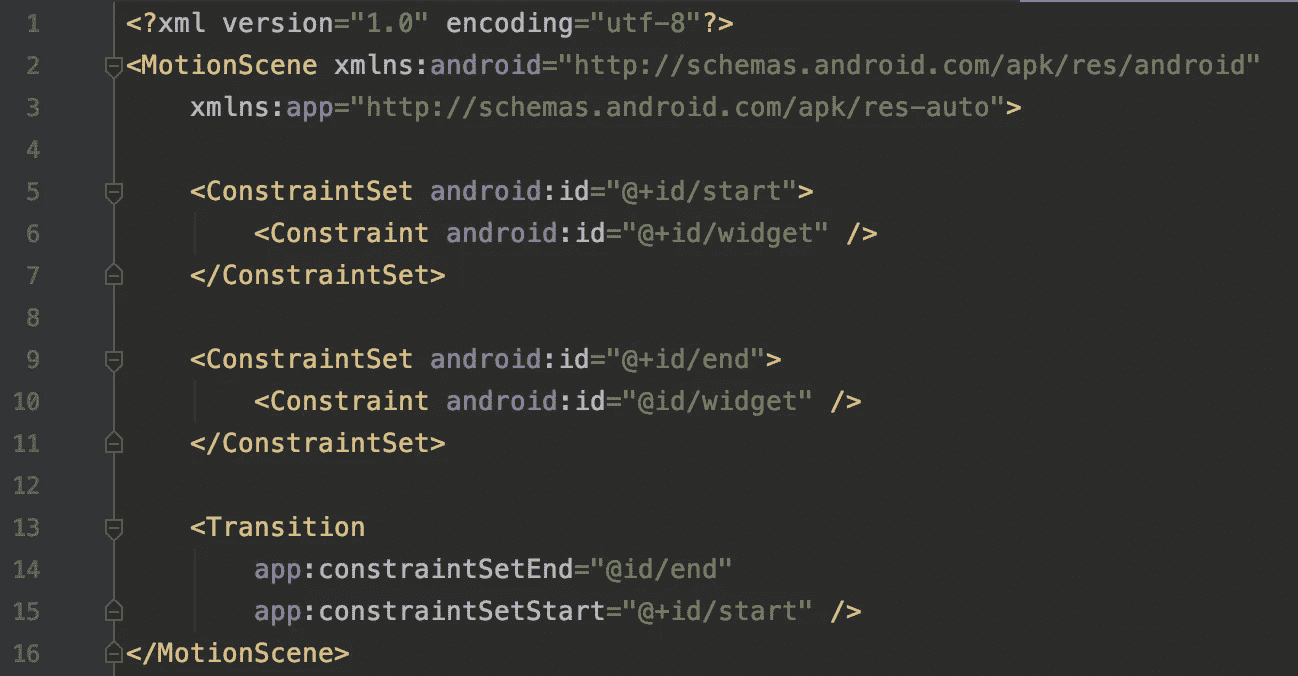 1 <?xml version="1.0" encoding="utf-8"?>
2 <MotionScene xmlns:android="http://schemas.android.com/apk/res/android"
3     xmlns:app="http://schemas.android.com/apk/res-auto">
4
5     <ConstraintSet android:id="@+id/start">
6         <Constraint android:id="@+id/widget" />
7     </ConstraintSet>
8
9     <ConstraintSet android:id="@+id/end">
10         <Constraint android:id="@id/widget" />
11     </ConstraintSet>
12
13     <Transition
14         app:constraintSetEnd="@id/end"
15         app:constraintSetStart="@+id/start" />
16 </MotionScene>